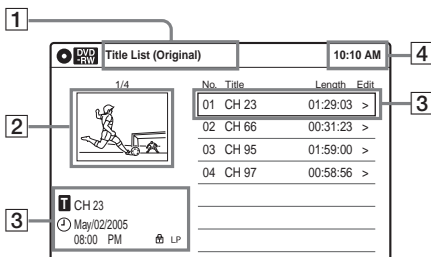 1
DVD -RW Title List (Original) 10:10 AM 4
1/4 No. Title Length Edit
01 CH 23 01:29:03 > 3
2 02 CH 66 00:31:23 >
03 CH 95 01:59:00 >
04 CH 97 00:58:56 >
T CH 23
3 May/02/2005
08:00 PM LP